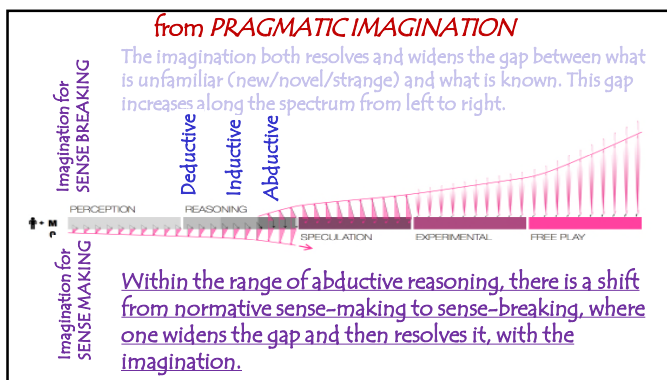 from PRAGMATIC IMAGINATION
The imagination both resolves and widens the gap between what
is unfamiliar (new/novel/strange) and what is known. This gap
increases along the spectrum from left to right.
Imagination for
SENSE BREAKING
Deductive
Inductive
Abductive
PERCEPTION
REASONING
+ M
e
SPECULATION
EXPERIMENTAL
FREE PLAY
Imagination for
SENSE MAKING
Within the range of abductive reasoning, there is a shift
from normative sense-making to sense-breaking, where
one widens the gap and then resolves it, with the
imagination.